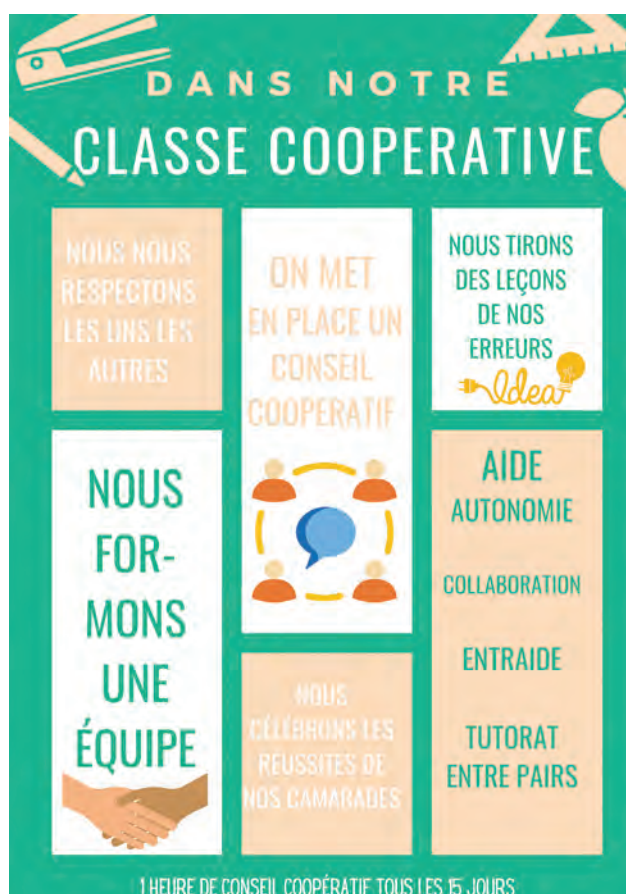 DANS NOTRE
CLASSE COOPERATIVE
NOUS NOUS
RESPECTONS
LES UNS LES
AUTRES
ON MET
EN PLACE UN
CONSEIL
COOPERATIF
NOUS TIRONS
DES LEÇONS
DE NOS
ERREURS
Idea
NOUS
FOR-
MONS
UNE
ÉQUIPE
NOUS
CÉLÉBRONS LES
REUSSITES DE
NOS CAMARADES
AIDE
AUTONOMIE
COLLABORATION
ENTRAIDE
TUTORAT
ENTRE PAIRS
1 HEURE DE CONSEIL COOPÉRATIF TOUS LES 15 JOURS